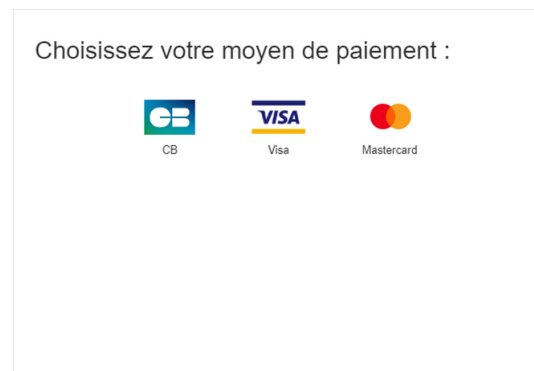 Choisissez votre moyen de paiement :
CB VISA
CB Visa Mastercard